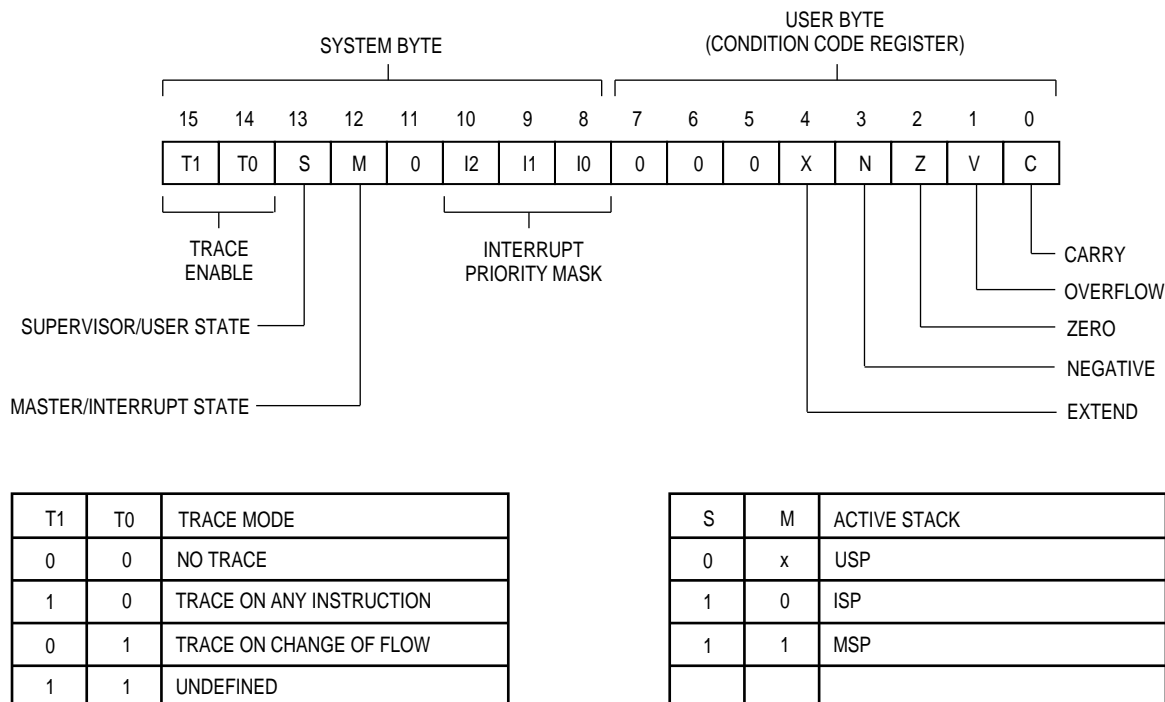 USER BYTE
(CONDITION CODE REGISTER)
SYSTEM BYTE
15 14 13 12 11 10 9 8 7 6 5 4 3 2 1 0
T1 T0 S M 0 I2 I1 I0 0 0 0 X N Z V C
TRACE
ENABLE
INTERRUPT
PRIORITY MASK
CARRY
OVERFLOW
SUPERVISOR/USER STATE
ZERO
NEGATIVE
MASTER/INTERRUPT STATE
EXTEND
T1 T0 TRACE MODE
0 0 NO TRACE
1 0 TRACE ON ANY INSTRUCTION
0 1 TRACE ON CHANGE OF FLOW
1 1 UNDEFINED
S M ACTIVE STACK
0 x USP
1 0 ISP
1 1 MSP